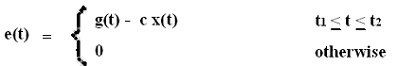 e(t) = { g(t) - c x(t) t₁ ≤ t ≤ t₂
0 otherwise